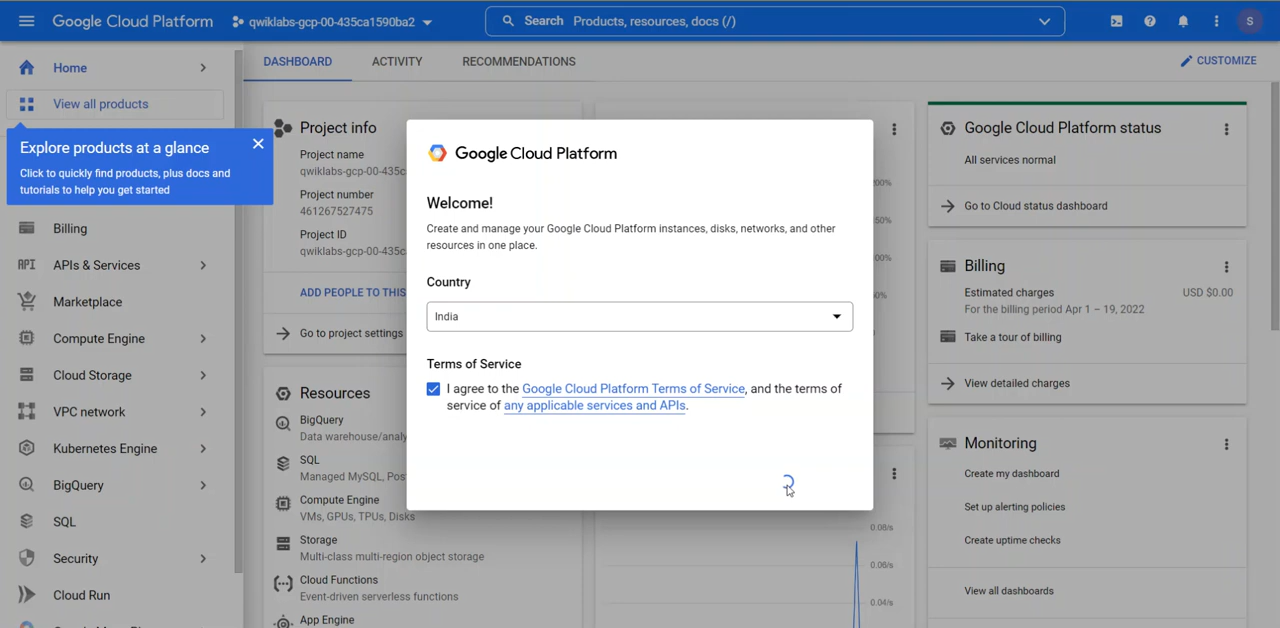 Google Cloud Platform
qwiklabs-gcp-00-435ca1590ba2
Search Products, resources, docs (/)
S
Home
View all products
Explore products at a glance
Click to quickly find products, plus docs and
tutorials to help you get started
Billing
API APIs & Services
Marketplace
Compute Engine
Cloud Storage
VPC network
Kubernetes Engine
BigQuery
SQL
Security
Cloud Run
DASHBOARD
ACTIVITY
RECOMMENDATIONS
CUSTOMIZE
Project info
Project name
qwiklabs-gcp-00-435c
Project number
461267527475
Project ID
qwiklabs-gcp-00-435c
ADD PEOPLE TO THIS
Go to project settings
Resources
BigQuery
Data warehouse/analy
SQL
Managed MySQL, Pos
Compute Engine
VMs, GPUs, TPUs, Disks
Storage
Multi-class multi-region object storage
Cloud Functions
Event-driven serverless functions
App Engine
Google Cloud Platform
Welcome!
Create and manage your Google Cloud Platform instances, disks, networks, and other
resources in one place.
Country
India
Terms of Service
I agree to the Google Cloud Platform Terms of Service, and the terms of
service of any applicable services and APIs.
0.08/s
0.06/s
0.04/s
Google Cloud Platform status
All services normal
Go to Cloud status dashboard
Billing
Estimated charges USD $0.00
For the billing period Apr 1 – 19, 2022
Take a tour of billing
View detailed charges
Monitoring
Create my dashboard
Set up alerting policies
Create uptime checks
View all dashboards